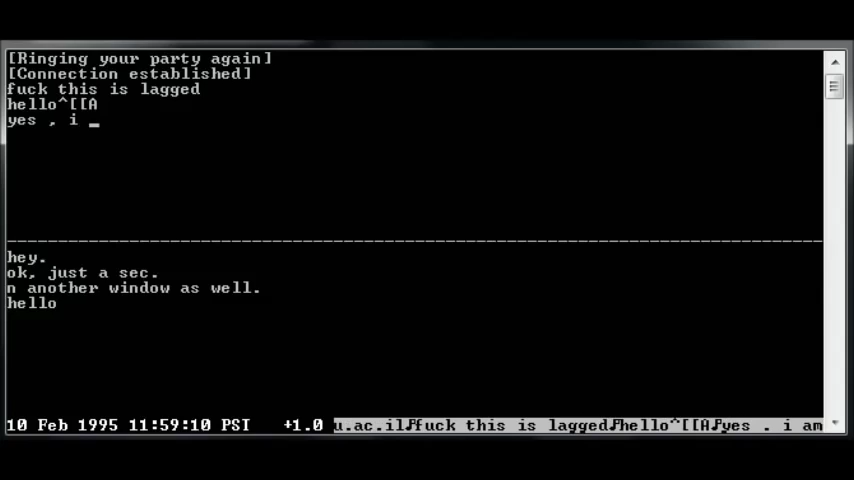 [Ringing your party again]
[Connection established]
fuck this is lagged
hello^[[A
yes , i _
hey.
ok, just a sec.
n another window as well.
hello
10 Feb 1995 11:59:10 PST +1.0 u.ac.il♪fuck this is lagged♪hello^[[A♪yes , i am